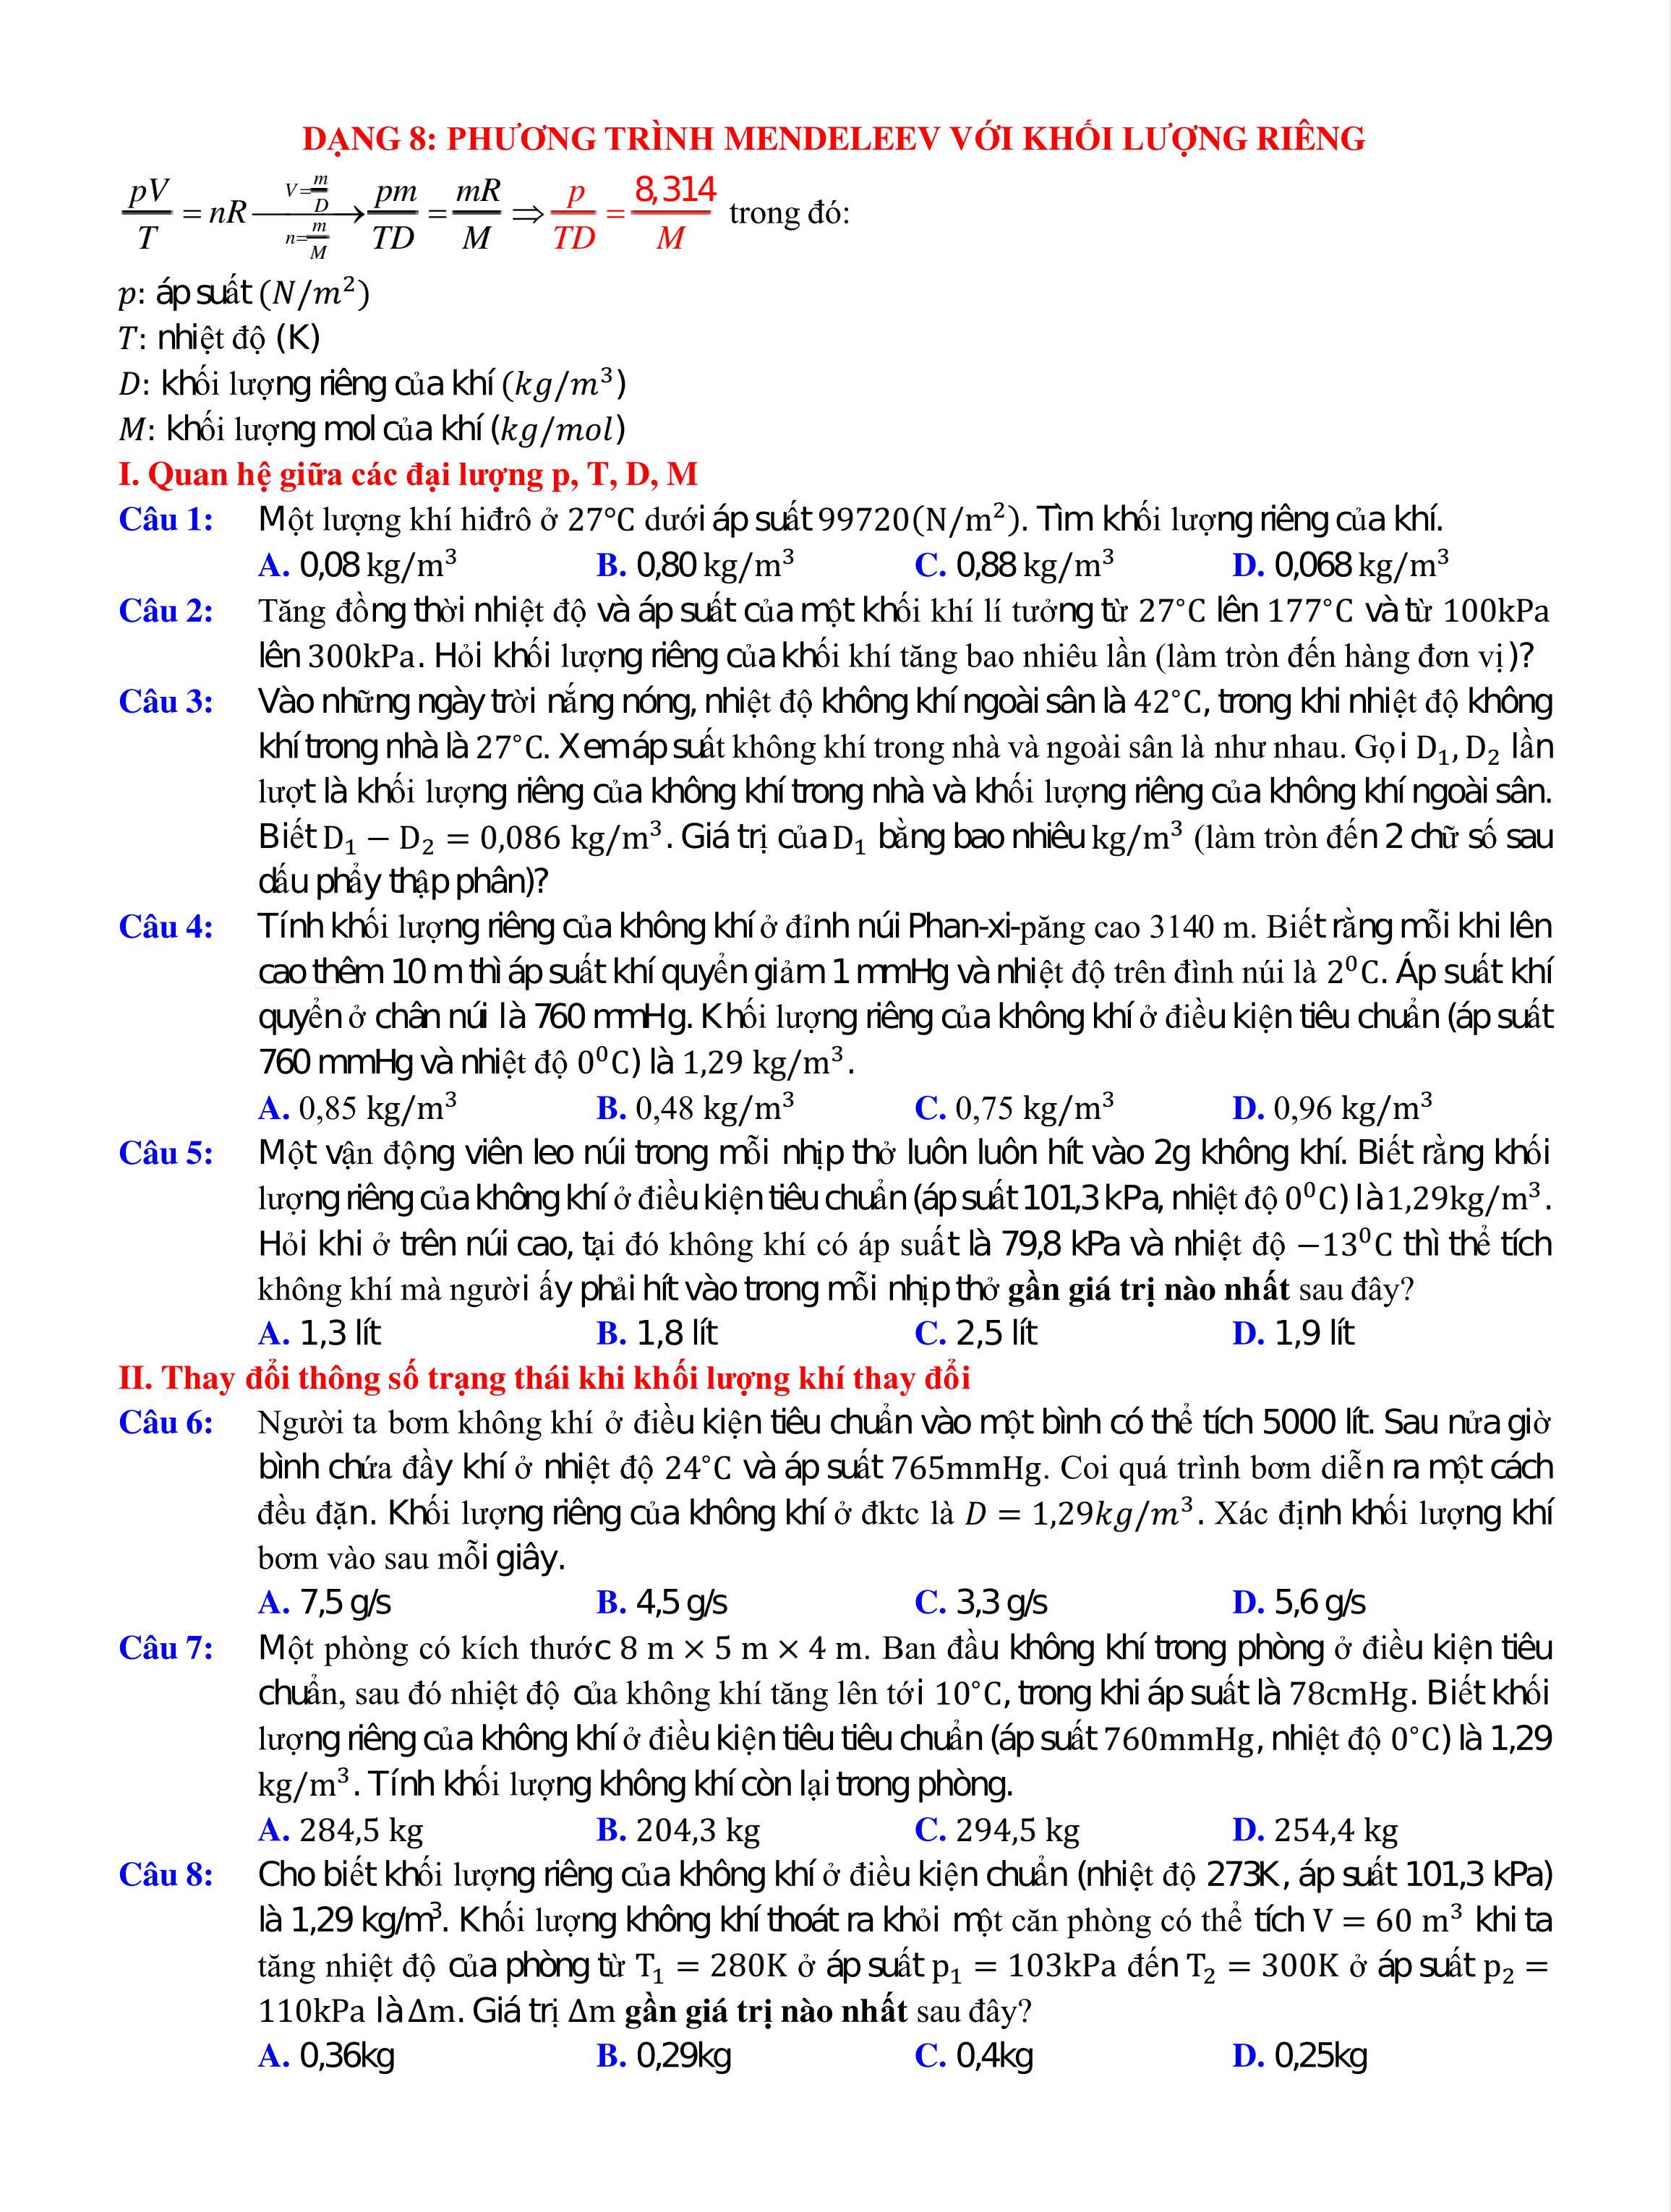 DẠNG 8: PHƯƠNG TRÌNH MENDELEEV VỚI KHỐI LƯỢNG RIÊNG
pV/T = nR →(V=m/D, n=m/M) pm/TD = mR/M ⇒ p/TD = 8,314/M trong đó:
p: áp suất (N/m²)
T: nhiệt độ (K)
D: khối lượng riêng của khí (kg/m³)
M: khối lượng mol của khí (kg/mol)
I. Quan hệ giữa các đại lượng p, T, D, M
Câu 1: Một lượng khí hiđrô ở 27°C dưới áp suất 99720(N/m²). Tìm khối lượng riêng của khí.
A. 0,08 kg/m³ B. 0,80 kg/m³ C. 0,88 kg/m³ D. 0,068 kg/m³
Câu 2: Tăng đồng thời nhiệt độ và áp suất của một khối khí lí tưởng từ 27°C lên 177°C và từ 100kPa
lên 300kPa. Hỏi khối lượng riêng của khối khí tăng bao nhiêu lần (làm tròn đến hàng đơn vị)?
Câu 3: Vào những ngày trời nắng nóng, nhiệt độ không khí ngoài sân là 42°C, trong khi nhiệt độ không
khí trong nhà là 27°C. Xem áp suất không khí trong nhà và ngoài sân là như nhau. Gọi D₁, D₂ lần
lượt là khối lượng riêng của không khí trong nhà và khối lượng riêng của không khí ngoài sân.
Biết D₁ − D₂ = 0,086 kg/m³. Giá trị của D₁ bằng bao nhiêu kg/m³ (làm tròn đến 2 chữ số sau
dấu phẩy thập phân)?
Câu 4: Tính khối lượng riêng của không khí ở đỉnh núi Phan-xi-păng cao 3140 m. Biết rằng mỗi khi lên
cao thêm 10 m thì áp suất khí quyển giảm 1 mmHg và nhiệt độ trên đình núi là 2⁰C. Áp suất khí
quyển ở chân núi là 760 mmHg. Khối lượng riêng của không khí ở điều kiện tiêu chuẩn (áp suất
760 mmHg và nhiệt độ 0⁰C) là 1,29 kg/m³.
A. 0,85 kg/m³ B. 0,48 kg/m³ C. 0,75 kg/m³ D. 0,96 kg/m³
Câu 5: Một vận động viên leo núi trong mỗi nhịp thở luôn luôn hít vào 2g không khí. Biết rằng khối
lượng riêng của không khí ở điều kiện tiêu chuẩn (áp suất 101,3 kPa, nhiệt độ 0⁰C) là 1,29kg/m³.
Hỏi khi ở trên núi cao, tại đó không khí có áp suất là 79,8 kPa và nhiệt độ −13⁰C thì thể tích
không khí mà người ấy phải hít vào trong mỗi nhịp thở gần giá trị nào nhất sau đây?
A. 1,3 lít B. 1,8 lít C. 2,5 lít D. 1,9 lít
II. Thay đổi thông số trạng thái khi khối lượng khí thay đổi
Câu 6: Người ta bơm không khí ở điều kiện tiêu chuẩn vào một bình có thể tích 5000 lít. Sau nửa giờ
bình chứa đầy khí ở nhiệt độ 24°C và áp suất 765mmHg. Coi quá trình bơm diễn ra một cách
đều đặn. Khối lượng riêng của không khí ở đktc là D = 1,29kg/m³. Xác định khối lượng khí
bơm vào sau mỗi giây.
A. 7,5 g/s B. 4,5 g/s C. 3,3 g/s D. 5,6 g/s
Câu 7: Một phòng có kích thước 8 m × 5 m × 4 m. Ban đầu không khí trong phòng ở điều kiện tiêu
chuẩn, sau đó nhiệt độ của không khí tăng lên tới 10°C, trong khi áp suất là 78cmHg. Biết khối
lượng riêng của không khí ở điều kiện tiêu tiêu chuẩn (áp suất 760mmHg, nhiệt độ 0°C) là 1,29
kg/m³. Tính khối lượng không khí còn lại trong phòng.
A. 284,5 kg B. 204,3 kg C. 294,5 kg D. 254,4 kg
Câu 8: Cho biết khối lượng riêng của không khí ở điều kiện chuẩn (nhiệt độ 273K, áp suất 101,3 kPa)
là 1,29 kg/m³. Khối lượng không khí thoát ra khỏi một căn phòng có thể tích V = 60 m³ khi ta
tăng nhiệt độ của phòng từ T₁ = 280K ở áp suất p₁ = 103kPa đến T₂ = 300K ở áp suất p₂ =
110kPa là Δm. Giá trị Δm gần giá trị nào nhất sau đây?
A. 0,36kg B. 0,29kg C. 0,4kg D. 0,25kg